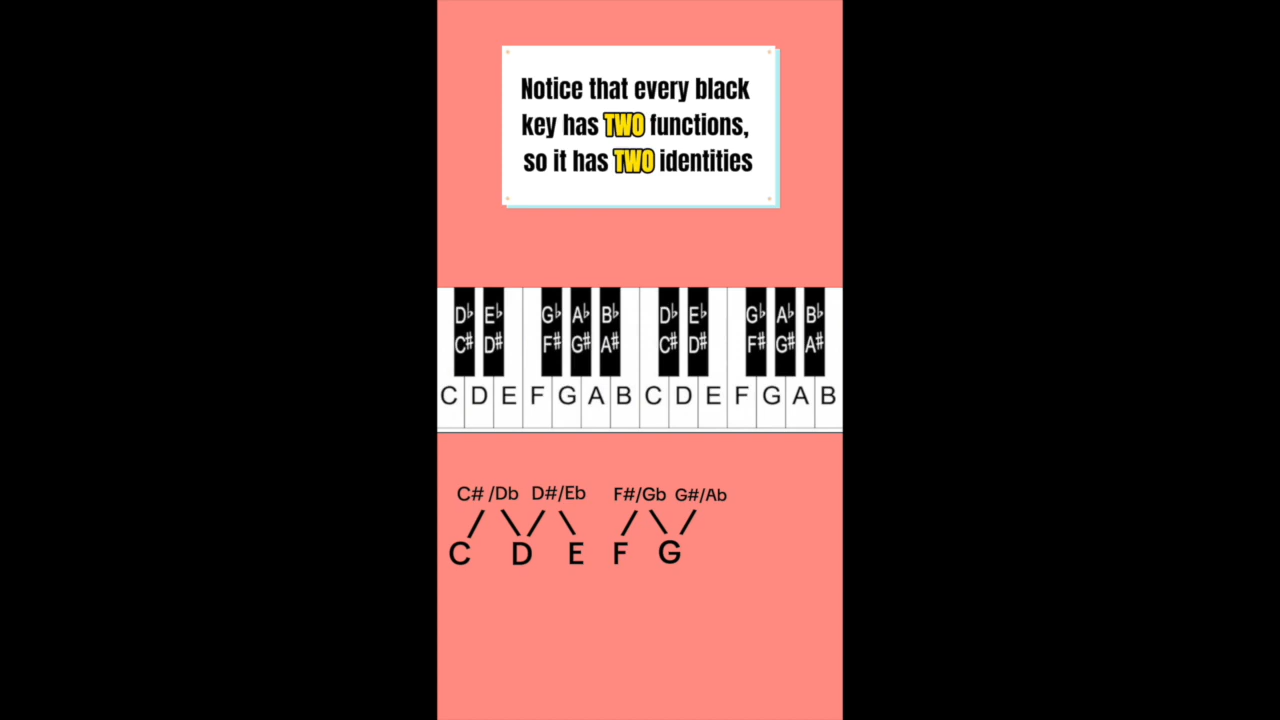 Notice that every black
key has TWO functions,
so it has TWO identities
D♭ E♭ G♭ A♭ B♭ D♭ E♭ G♭ A♭ B♭
C# D# F# G# A# C# D# F# G# A#
C D E F G A B C D E F G A B
C# /Db D#/Eb F#/Gb G#/Ab
C D E F G